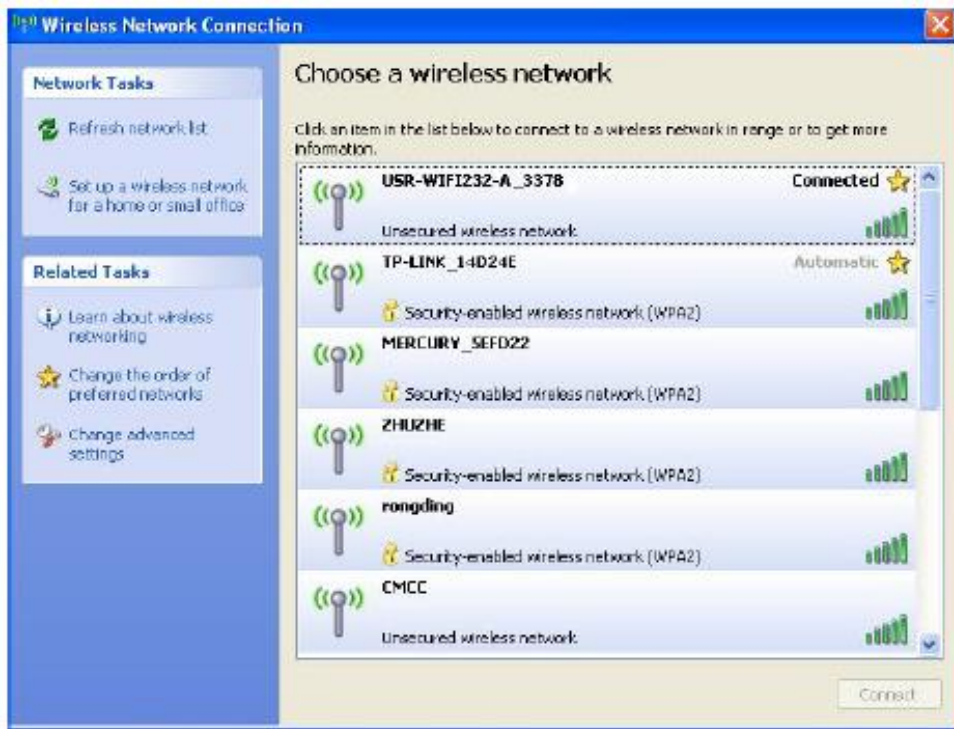 Wireless Network Connection
Network Tasks
Refresh network list
Set up a wireless network
for a home or small office
Related Tasks
Learn about wireless
networking
Change the order of
preferred networks
Change advanced
settings
Choose a wireless network
Click an item in the list below to connect to a wireless network in range or to get more
information.
USR-WIFI232-A_3378
Connected
Unsecured wireless network
TP-LINK_14D24E
Automatic
Security-enabled wireless network (WPA2)
MERCURY_5EFD22
Security-enabled wireless network (WPA2)
ZHUZHE
Security-enabled wireless network (WPA2)
rongding
Security-enabled wireless network (WPA2)
CMCC
Unsecured wireless network
Connect